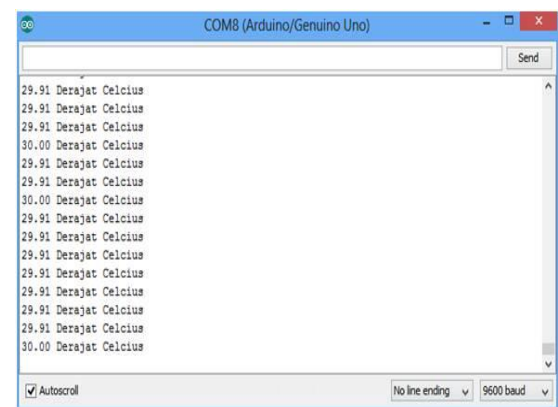 COM8 (Arduino/Genuino Uno)
Send
29.91 Derajat Celcius
29.91 Derajat Celcius
29.91 Derajat Celcius
30.00 Derajat Celcius
29.91 Derajat Celcius
29.91 Derajat Celcius
30.00 Derajat Celcius
29.91 Derajat Celcius
29.91 Derajat Celcius
29.91 Derajat Celcius
29.91 Derajat Celcius
29.91 Derajat Celcius
29.91 Derajat Celcius
29.91 Derajat Celcius
30.00 Derajat Celcius
Autoscroll
No line ending
9600 baud